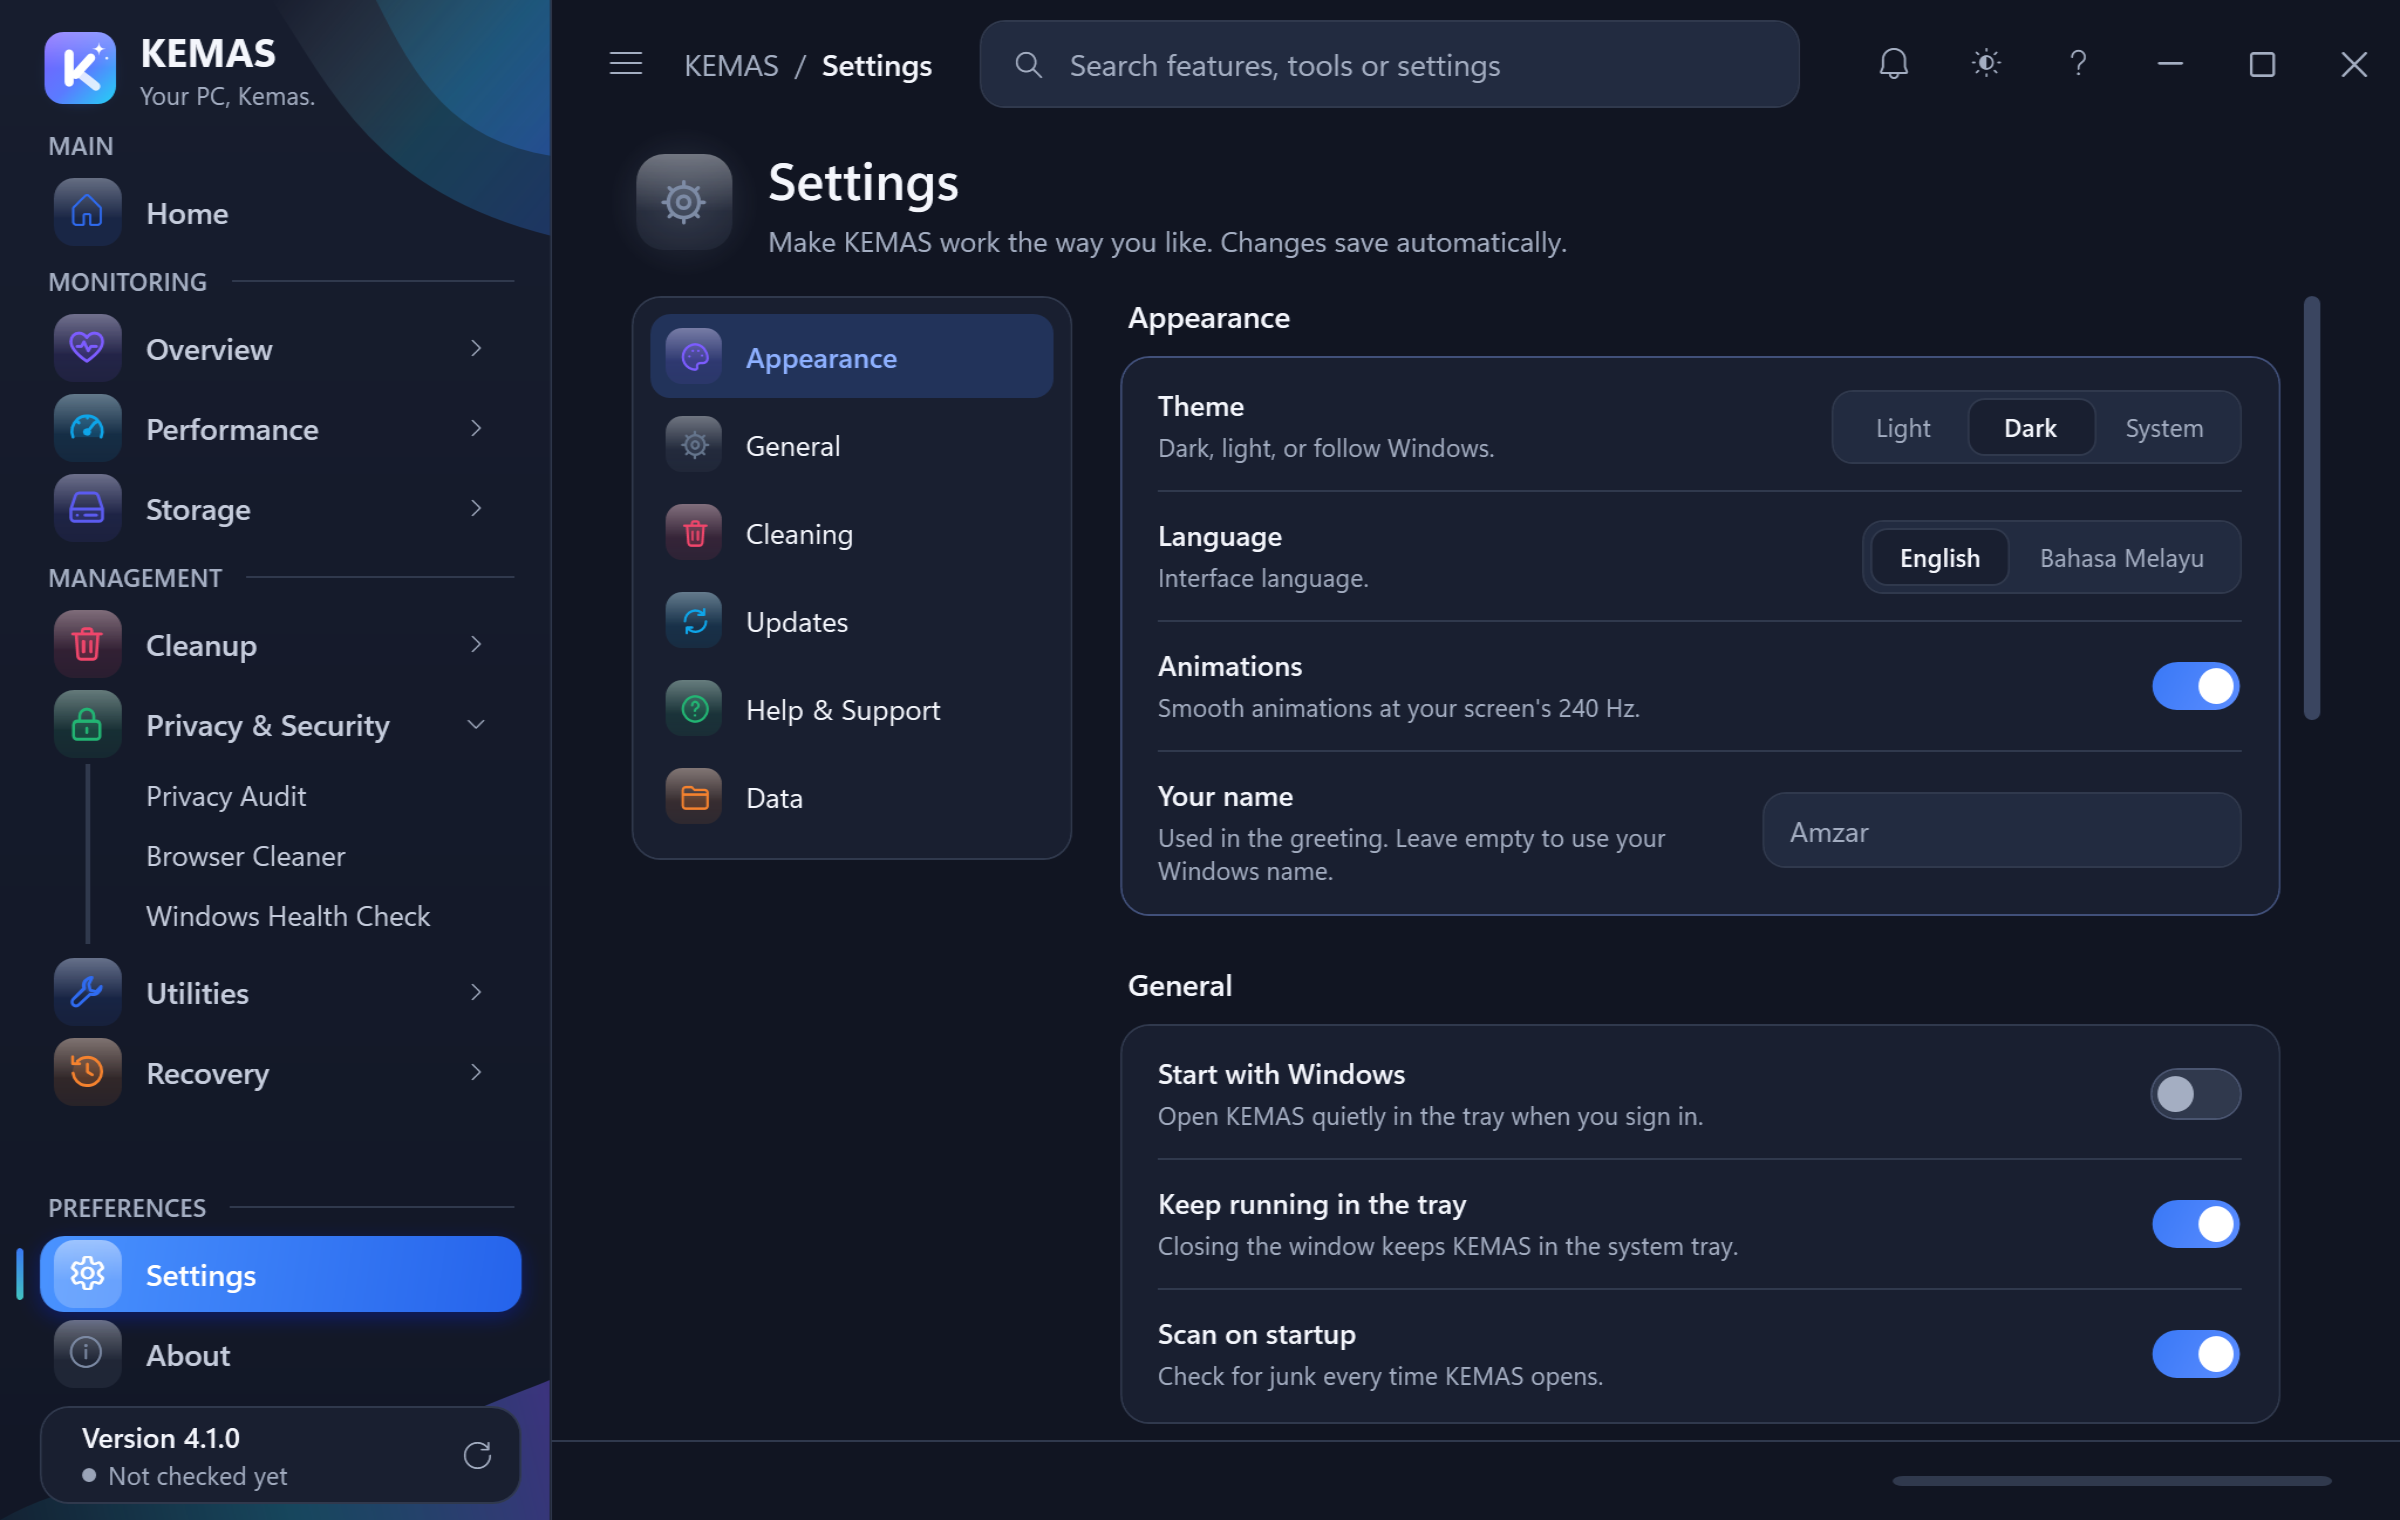 KEMAS
Your PC, Kemas.
MAIN
Home
MONITORING
Overview
Performance
Storage
MANAGEMENT
Cleanup
Privacy & Security
Privacy Audit
Browser Cleaner
Windows Health Check
Utilities
Recovery
PREFERENCES
Settings
About
Version 4.1.0
Not checked yet
KEMAS / Settings
Search features, tools or settings
Settings
Make KEMAS work the way you like. Changes save automatically.
Appearance
General
Cleaning
Updates
Help & Support
Data
Appearance
Theme
Dark, light, or follow Windows.
Light Dark System
Language
Interface language.
English Bahasa Melayu
Animations
Smooth animations at your screen's 240 Hz.
Your name
Used in the greeting. Leave empty to use your
Windows name.
Amzar
General
Start with Windows
Open KEMAS quietly in the tray when you sign in.
Keep running in the tray
Closing the window keeps KEMAS in the system tray.
Scan on startup
Check for junk every time KEMAS opens.